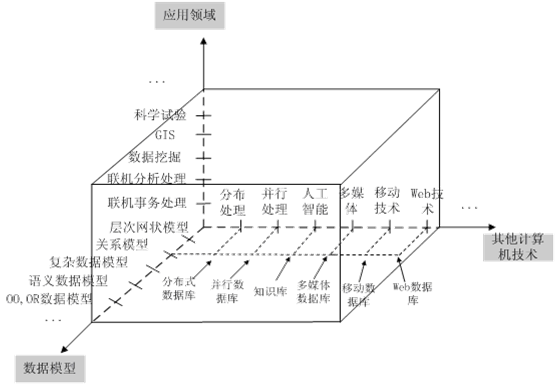 应用领域
...
科学试验
GIS
数据挖掘
联机分析处理
联机事务处理
分布
处理
并行
处理
人工
智能
多媒
体
移动
技术
Web技
术
...
层次网状模型
关系模型
复杂数据模型
语义数据模型
OO,OR数据模型
...
其他计算
机技术
分布式
数据库
并行数
据库
知识库
多媒体
数据库
移动数
据库
Web数据
库
数据模型